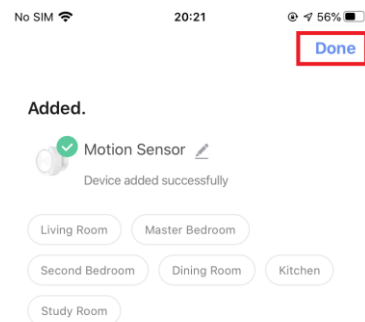 No SIM 20:21 56%
Done
Added.
Motion Sensor
Device added successfully
Living Room Master Bedroom
Second Bedroom Dining Room Kitchen
Study Room